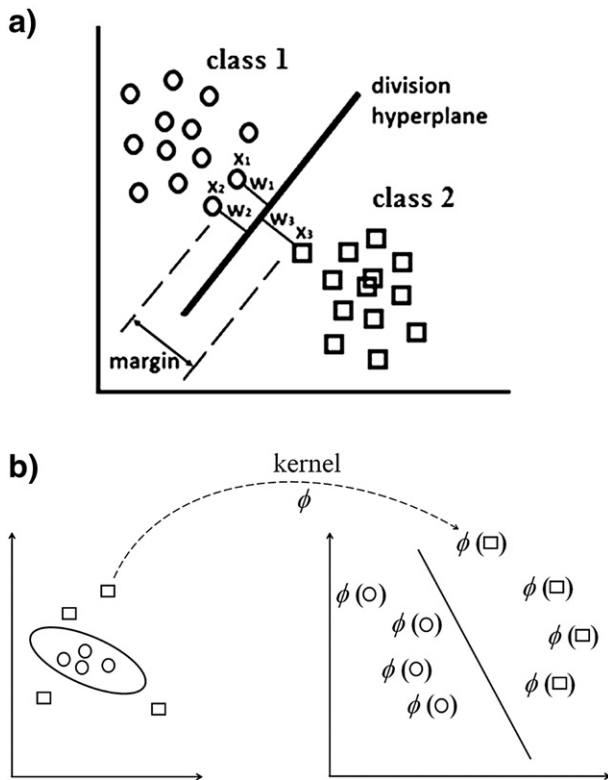 a)
class 1
division
hyperplane
x₁
w₁
x₂
w₂
w₃
x₃
class 2
margin
b)
kernel
ϕ
ϕ (□)
ϕ (○)
ϕ (□)
ϕ (○)
ϕ (□)
ϕ (○)
ϕ (□)
ϕ (○)